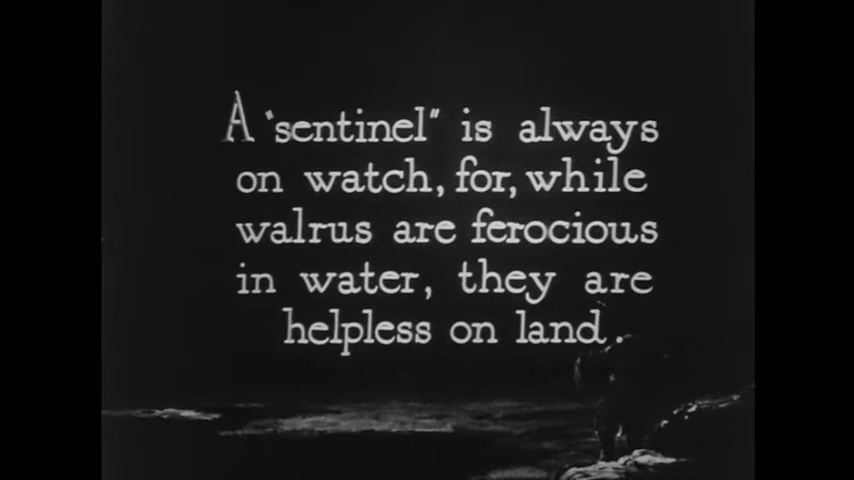 A "sentinel" is always
on watch, for, while
walrus are ferocious
in water, they are
helpless on land.